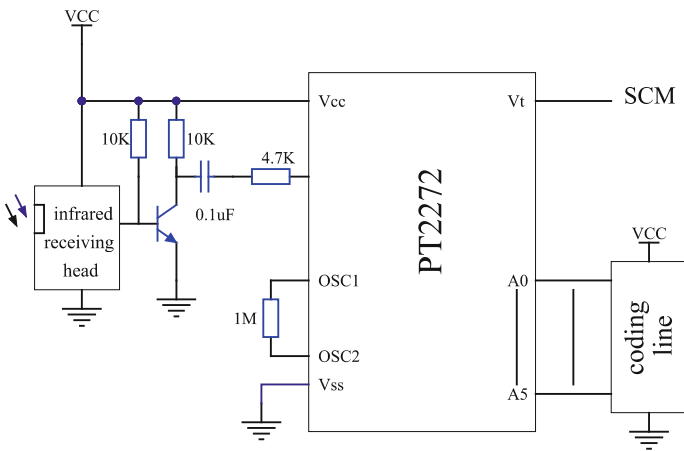 VCC
Vcc
Vt
SCM
10K
10K
4.7K
0.1uF
infrared
receiving
head
PT2272
VCC
OSC1
A0
1M
coding
line
OSC2
Vss
A5